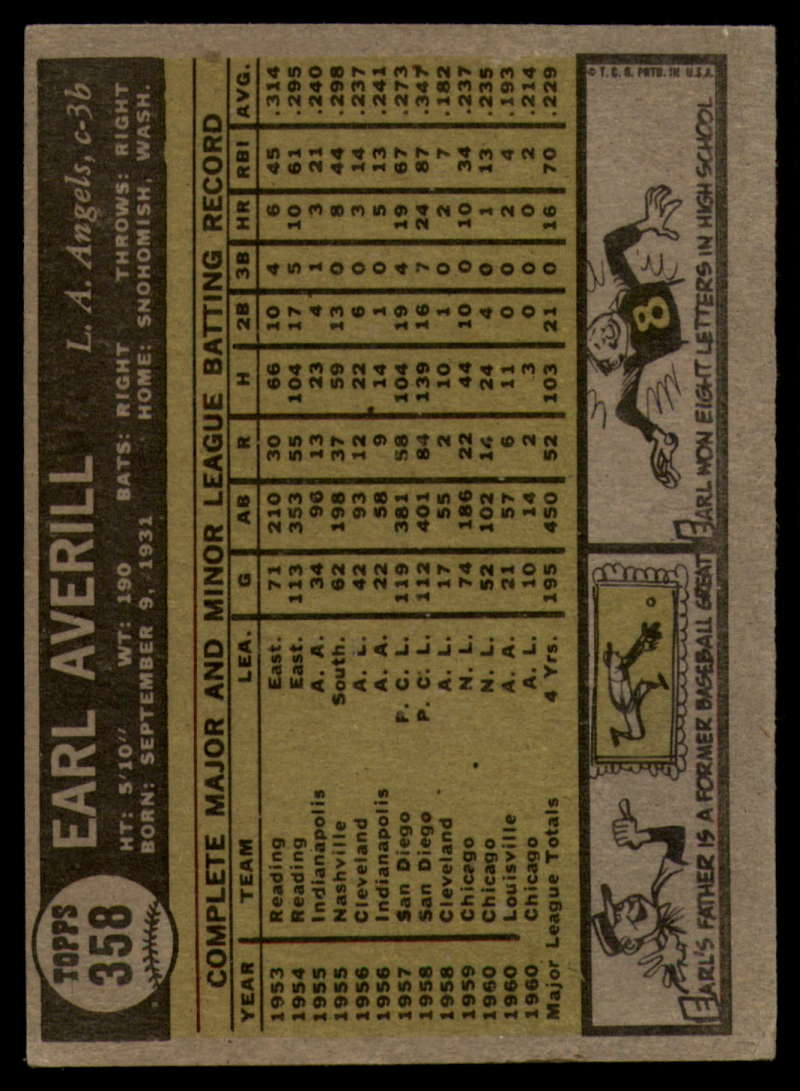 TOPPS
358
EARL AVERILL L. A. Angels, c-3b
HT: 5'10" WT: 190 BATS: RIGHT THROWS: RIGHT
BORN: SEPTEMBER 9, 1931 HOME: SNOHOMISH, WASH.
COMPLETE MAJOR AND MINOR LEAGUE BATTING RECORD
YEAR TEAM LEA. G AB R H 2B 3B HR RBI AVG.
1953 Reading East. 71 210 30 66 10 4 6 45 .314
1954 Reading East. 113 353 55 104 17 5 10 61 .295
1955 Indianapolis A. A. 34 96 13 23 4 1 3 21 .240
1955 Nashville South. 62 198 37 59 13 0 8 44 .298
1956 Cleveland A. L. 42 93 12 22 6 0 3 14 .237
1956 Indianapolis A. A. 22 58 9 14 1 0 5 13 .241
1957 San Diego P. C. L. 119 381 58 104 19 4 19 67 .273
1958 San Diego P. C. L. 112 401 84 139 16 7 24 87 .347
1958 Cleveland A. L. 17 55 2 10 1 0 2 7 .182
1959 Chicago N. L. 74 186 22 44 10 0 10 34 .237
1960 Chicago N. L. 52 102 14 24 4 0 1 13 .235
1960 Louisville A. A. 21 57 6 11 0 0 2 4 .193
1960 Chicago A. L. 10 14 2 3 0 0 0 2 .214
Major League Totals 4 Yrs. 195 450 52 103 21 0 16 70 .229
© T. C. G. PRTD. IN U.S.A.
8
EARL'S FATHER IS A FORMER BASEBALL GREAT
EARL WON EIGHT LETTERS IN HIGH SCHOOL